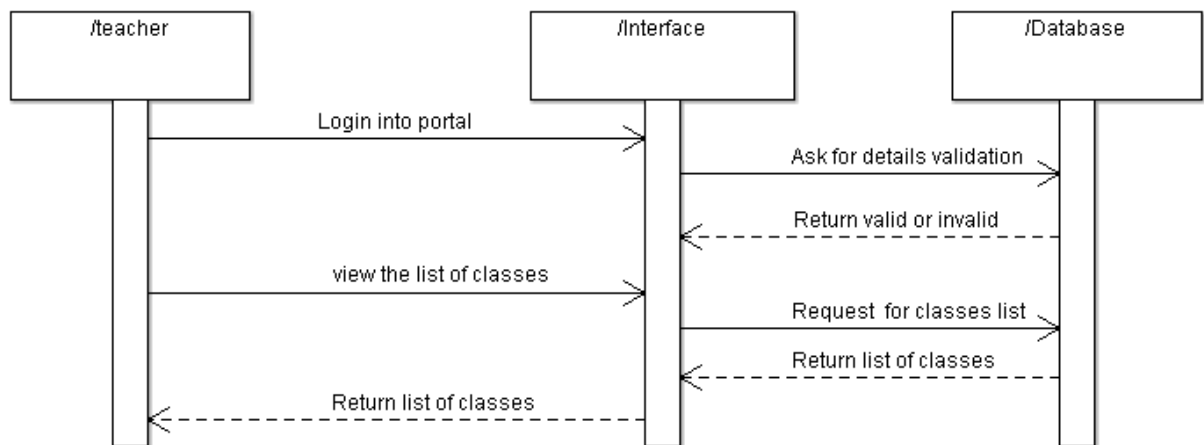 /teacher
/Interface
/Database
Login into portal
Ask for details validation
Return valid or invalid
view the list of classes
Request for classes list
Return list of classes
Return list of classes